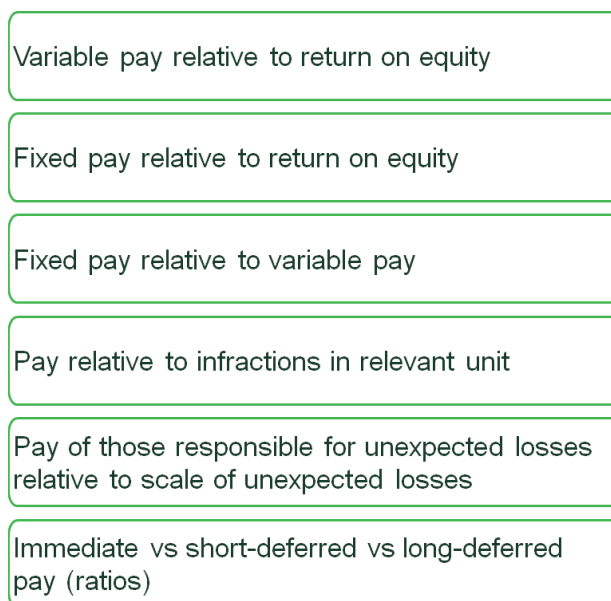 Variable pay relative to return on equity
Fixed pay relative to return on equity
Fixed pay relative to variable pay
Pay relative to infractions in relevant unit
Pay of those responsible for unexpected losses
relative to scale of unexpected losses
Immediate vs short-deferred vs long-deferred
pay (ratios)